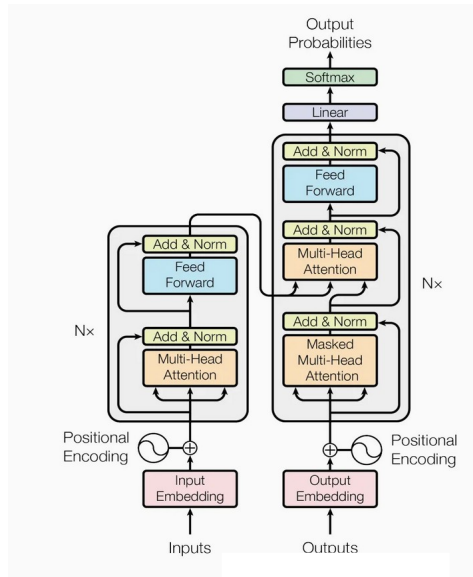 Output
Probabilities
Softmax
Linear
Add & Norm
Feed
Forward
Add & Norm
Multi-Head
Attention
Add & Norm
Masked
Multi-Head
Attention
Nx
Add & Norm
Feed
Forward
Add & Norm
Multi-Head
Attention
Nx
Positional
Encoding
Positional
Encoding
Input
Embedding
Output
Embedding
Inputs
Outputs